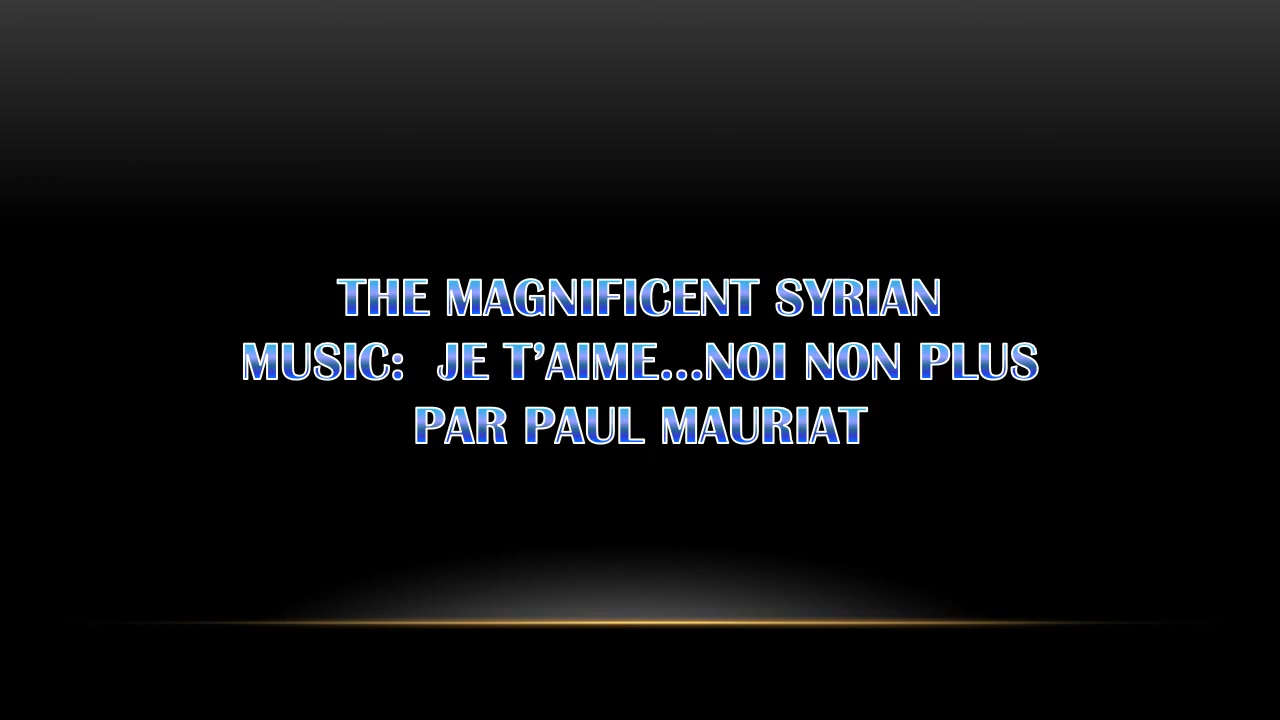 THE MAGNIFICENT SYRIAN
MUSIC:  JE T’AIME...NOI NON PLUS
PAR PAUL MAURIAT